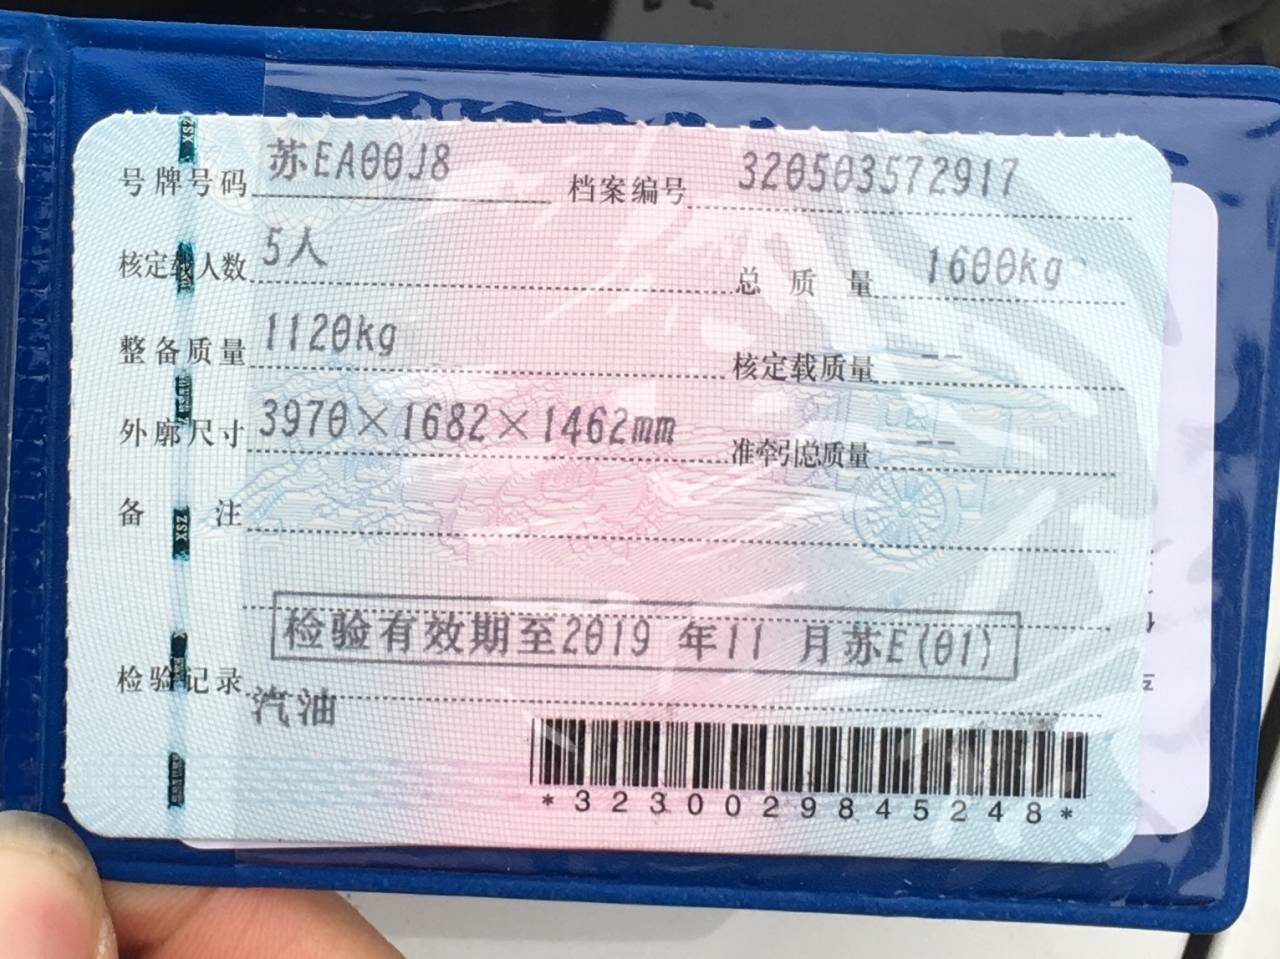 号牌号码 苏EA00J8 档案编号 320503572917
核定载人数 5人 总质量 1600kg
整备质量 1120kg 核定载质量 --
外廓尺寸 3970×1682×1462mm 准牵引总质量 --
备注
检验有效期至2019 年11 月苏E(01)
检验记录
汽油
*3230029845248*
XSZ
XSZ